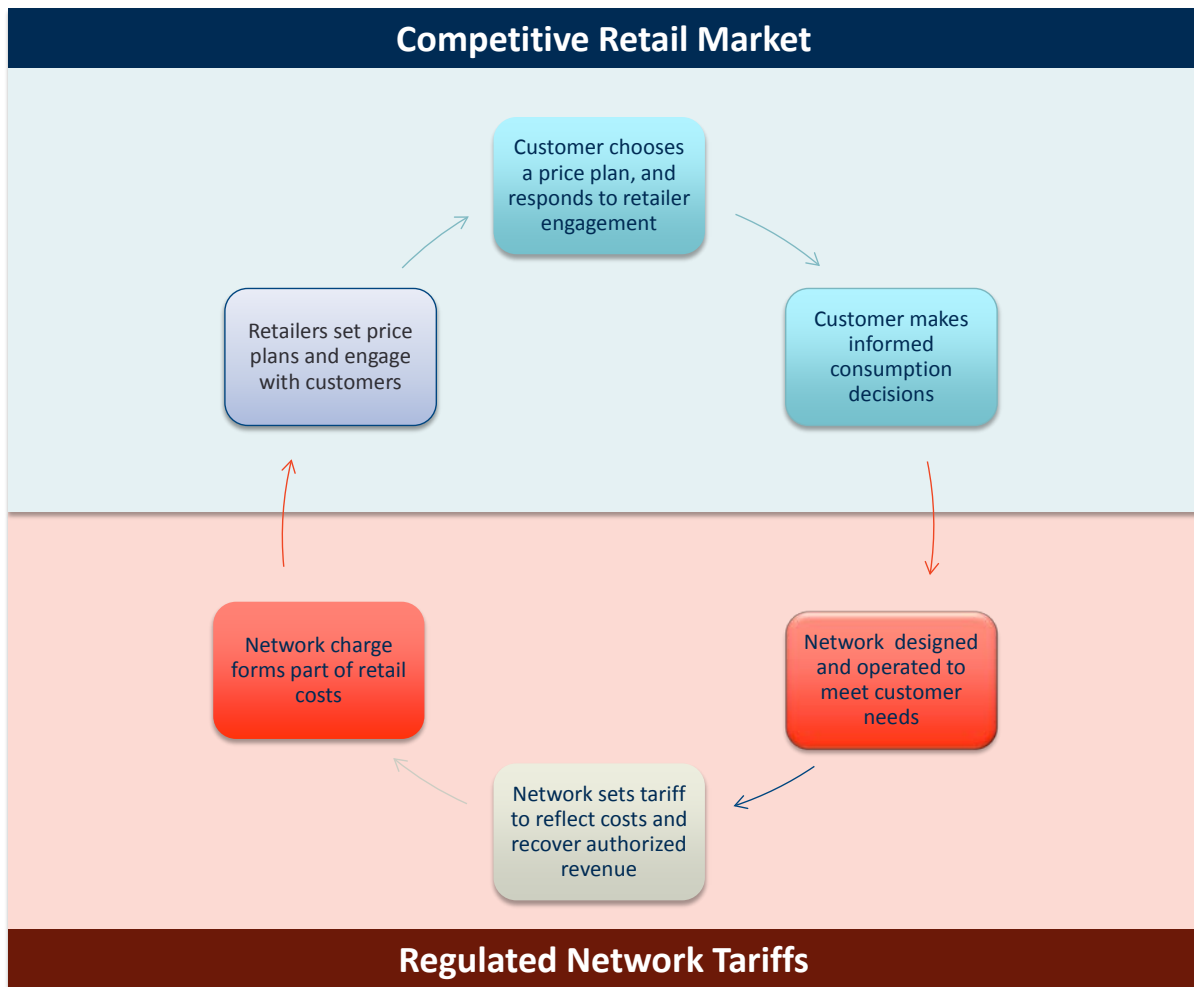 Competitive Retail Market
Customer chooses
a price plan, and
responds to retailer
engagement
Retailers set price
plans and engage
with customers
Customer makes
informed
consumption
decisions
Network charge
forms part of retail
costs
Network designed
and operated to
meet customer
needs
Network sets tariff
to reflect costs and
recover authorized
revenue
Regulated Network Tariffs